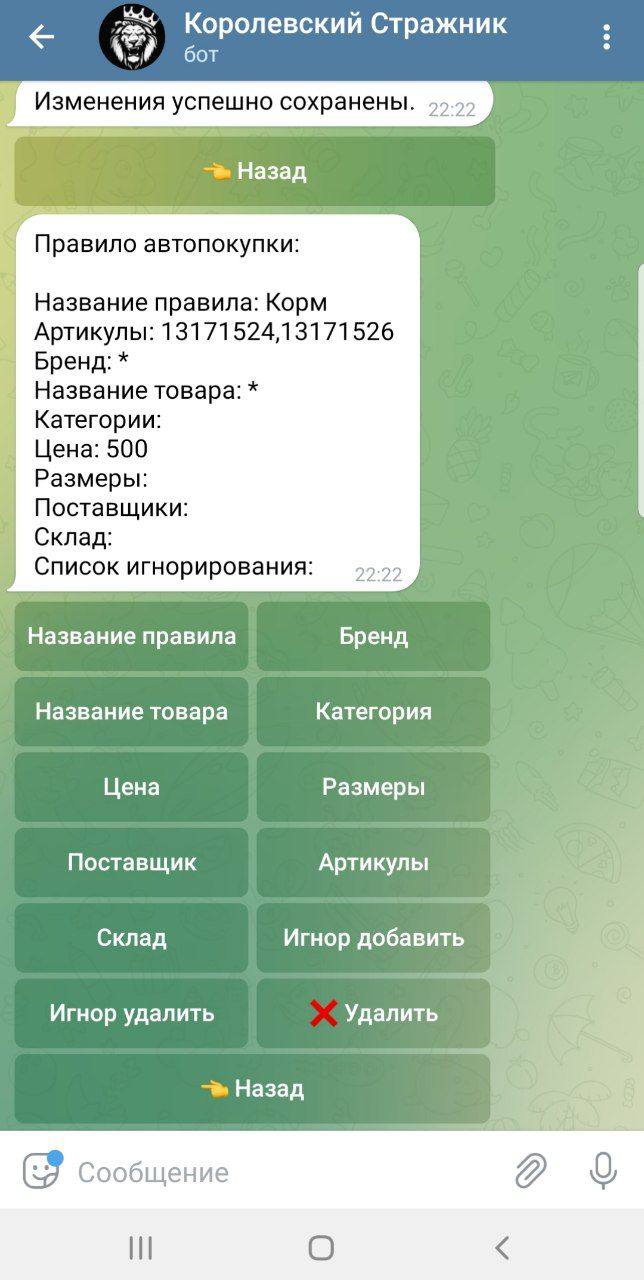 Королевский Стражник
бот
Изменения успешно сохранены. 22:22
👈 Назад
Правило автопокупки:
Название правила: Корм
Артикулы: 13171524,13171526
Бренд: *
Название товара: *
Категории:
Цена: 500
Размеры:
Поставщики:
Склад:
Список игнорирования: 22:22
Название правила Бренд
Название товара Категория
Цена Размеры
Поставщик Артикулы
Склад Игнор добавить
Игнор удалить ❌ Удалить
👈 Назад
Сообщение